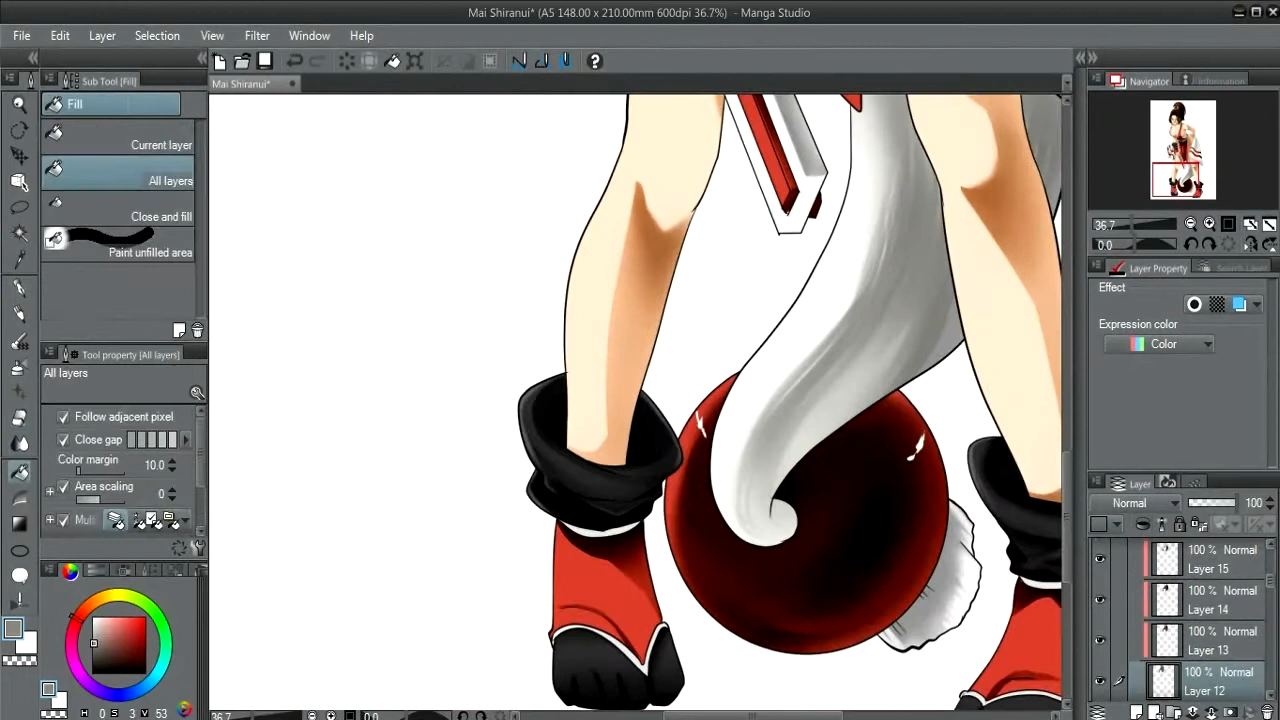 Mai Shiranui* (A5 148.00 x 210.00mm 600dpi 36.7%) - Manga Studio
File Edit Layer Selection View Filter Window Help
Sub Tool [Fill]
Mai Shiranui*
Navigator
Information
Fill
Current layer
All layers
Close and fill
Paint unfilled area
36.7
0.0
Tool property [All layers]
All layers
Follow adjacent pixel
Close gap
Color margin 10.0
Area scaling 0
H 0 S 3 V 53
Layer Property
Search Layer
Effect
Expression color
Color
Layer
Normal 100
100 % Normal
Layer 15
100 % Normal
Layer 14
100 % Normal
Layer 13
100 % Normal
Layer 12
36.7 0.0